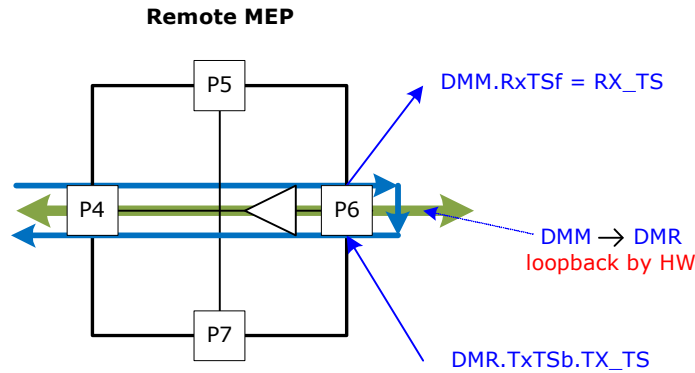 Remote MEP
P5
DMM.RxTSf = RX_TS
P4
P6
DMM → DMR
loopback by HW
P7
DMR.TxTSb.TX_TS